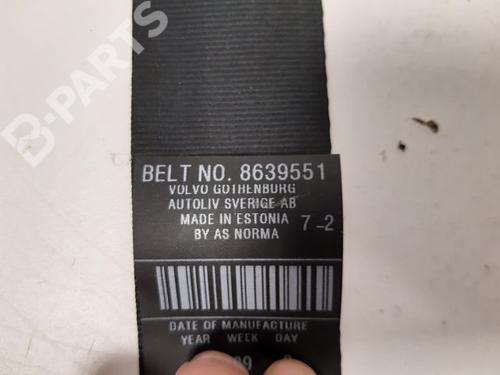 B-PARTS
BELT NO. 8639551
VOLVO GOTHENBURG
AUTOLIV SVERIGE AB
MADE IN ESTONIA 7-2
BY AS NORMA
DATE OF MANUFACTURE
YEAR WEEK DAY